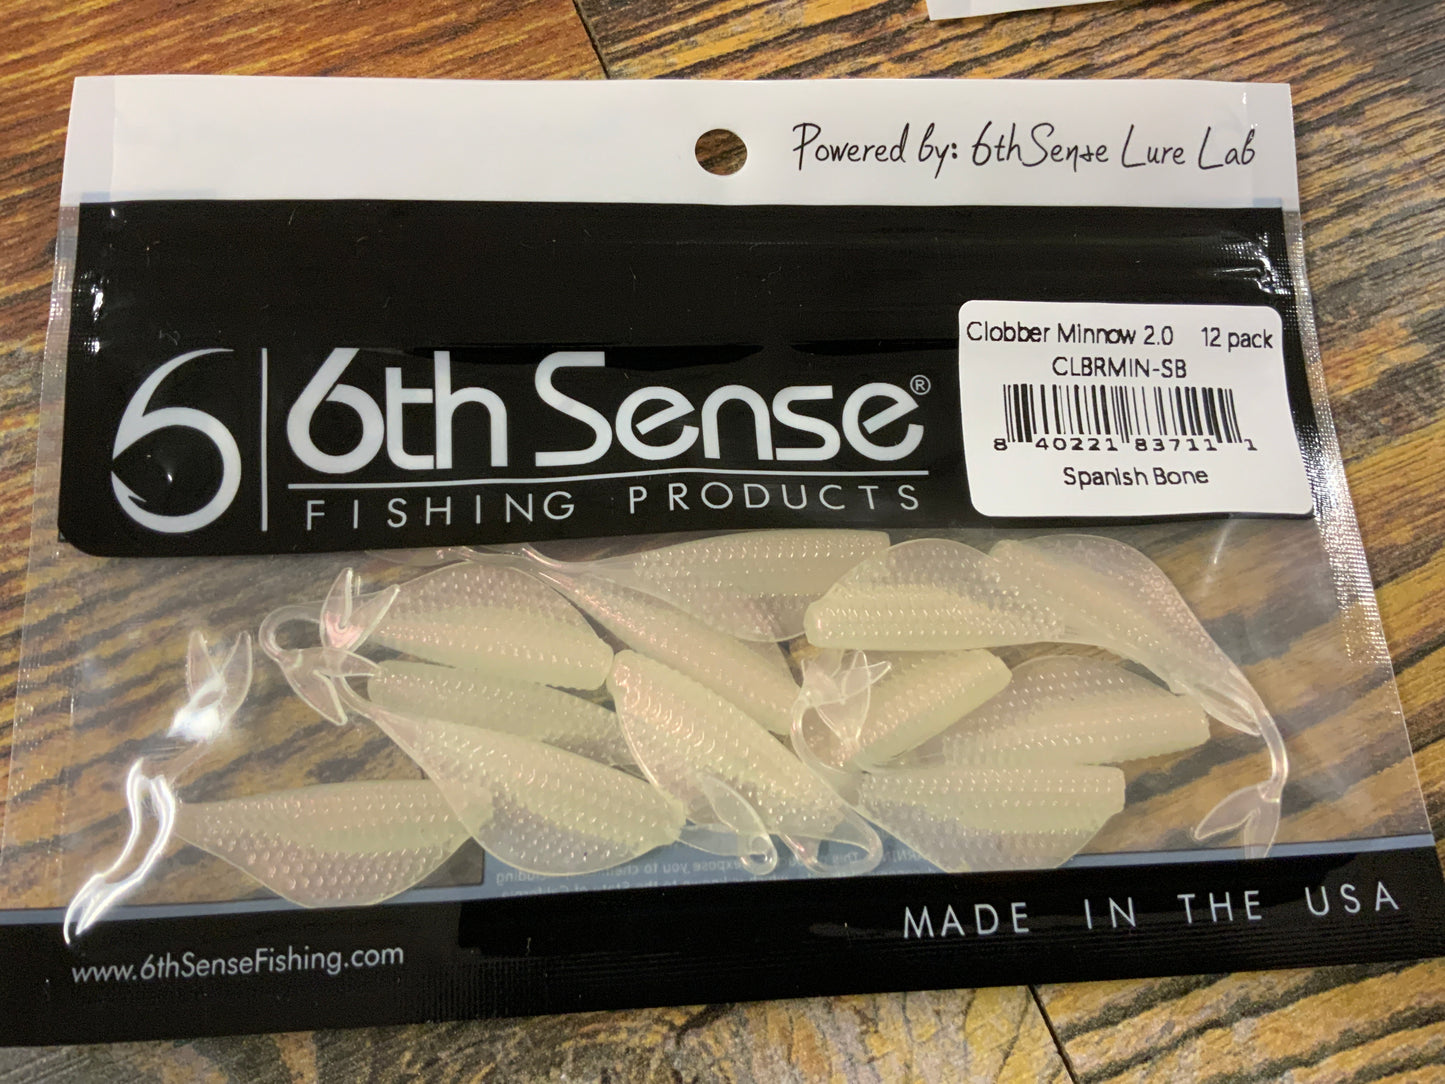 Powered by: 6thSense Lure Lab
6th Sense®
FISHING PRODUCTS
Clobber Minnow 2.0 12 pack
CLBRMIN-SB
8 40221 83711 1
Spanish Bone
MADE IN THE USA
www.6thSenseFishing.com